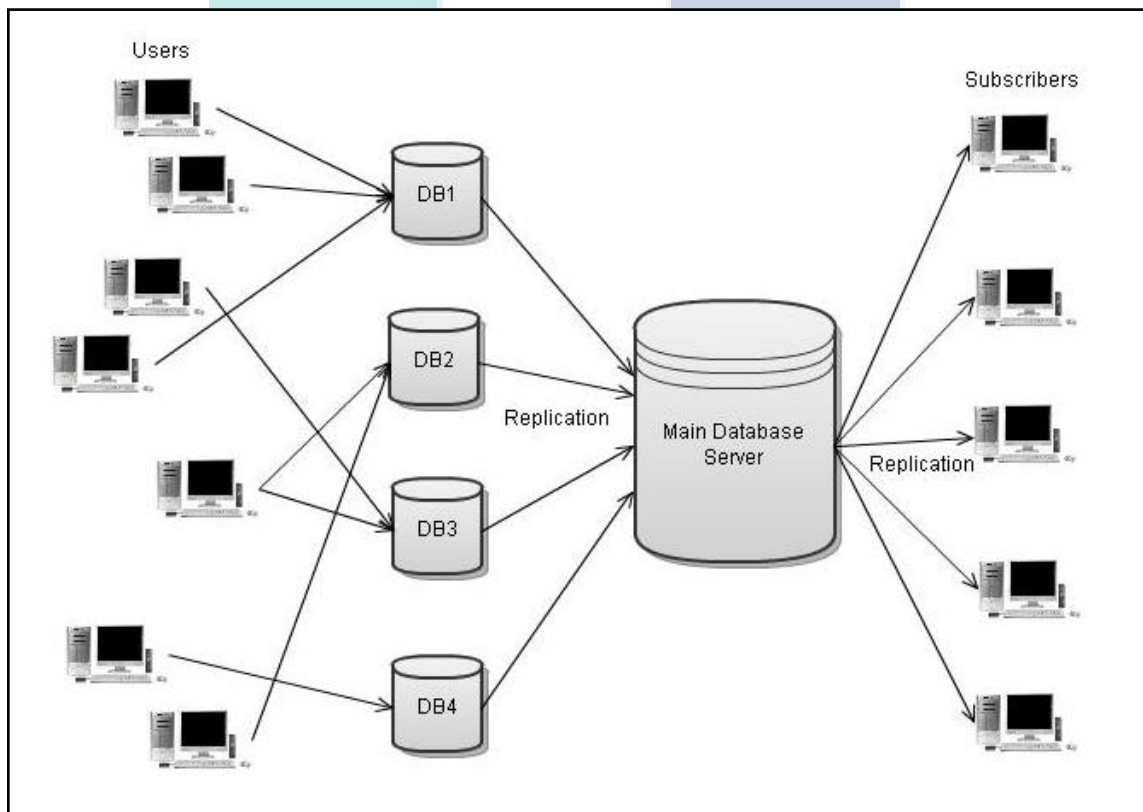 Users
Subscribers
DB1
DB2
Replication
Main Database
Server
Replication
DB3
DB4